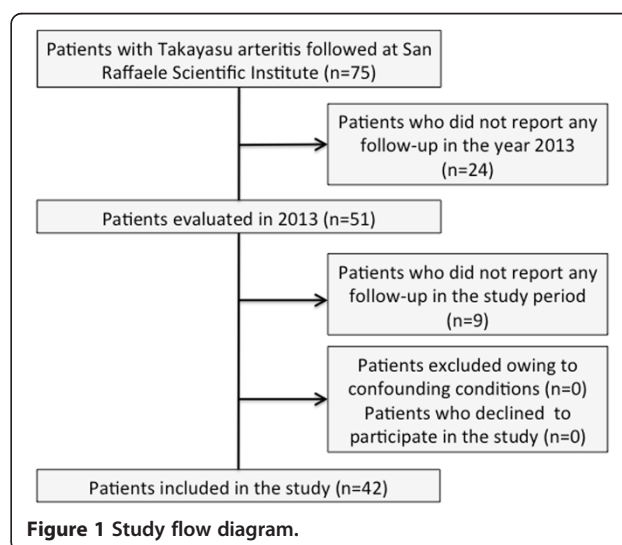 Patients with Takayasu arteritis followed at San
Raffaele Scientific Institute (n=75)
Patients who did not report any
follow-up in the year 2013
(n=24)
Patients evaluated in 2013 (n=51)
Patients who did not report any
follow-up in the study period
(n=9)
Patients excluded owing to
confounding conditions (n=0)
Patients who declined to
participate in the study (n=0)
Patients included in the study (n=42)
Figure 1 Study flow diagram.